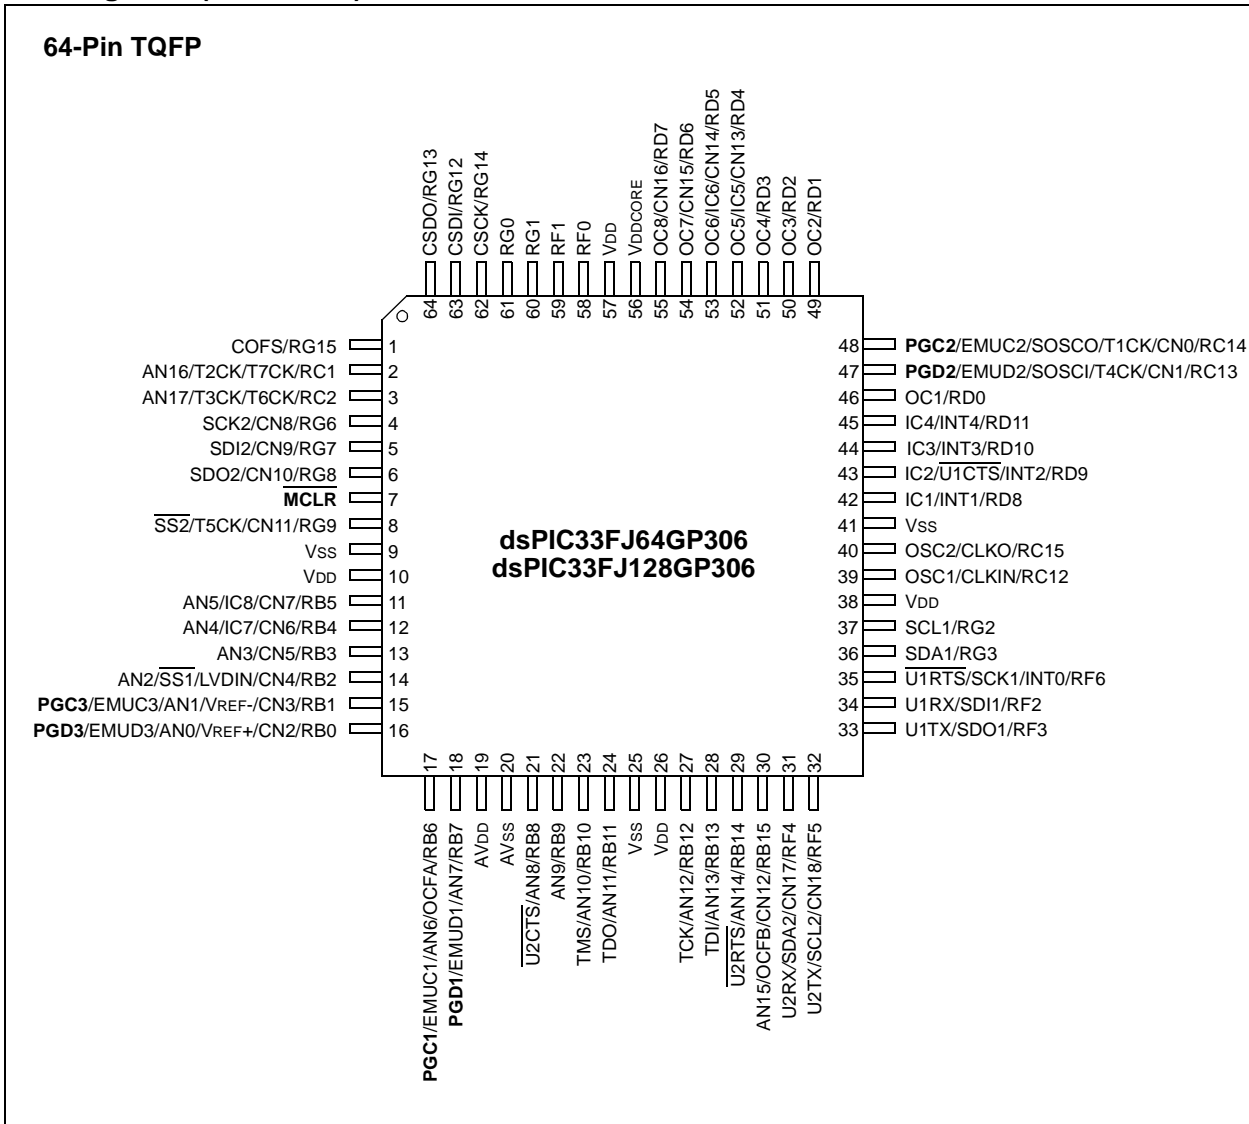 64-Pin TQFP
CSDO/RG13
CSDI/RG12
CSCK/RG14
RG0
RG1
RF1
RF0
VDD
VDDCORE
OC8/CN16/RD7
OC7/CN15/RD6
OC6/IC6/CN14/RD5
OC5/IC5/CN13/RD4
OC4/RD3
OC3/RD2
OC2/RD1
64
63
62
61
60
59
58
57
56
55
54
53
52
51
50
49
COFS/RG15 1
AN16/T2CK/T7CK/RC1 2
AN17/T3CK/T6CK/RC2 3
SCK2/CN8/RG6 4
SDI2/CN9/RG7 5
SDO2/CN10/RG8 6
MCLR 7
SS2/T5CK/CN11/RG9 8
VSS 9
VDD 10
AN5/IC8/CN7/RB5 11
AN4/IC7/CN6/RB4 12
AN3/CN5/RB3 13
AN2/SS1/LVDIN/CN4/RB2 14
PGC3/EMUC3/AN1/VREF-/CN3/RB1 15
PGD3/EMUD3/AN0/VREF+/CN2/RB0 16
dsPIC33FJ64GP306
dsPIC33FJ128GP306
48 PGC2/EMUC2/SOSCO/T1CK/CN0/RC14
47 PGD2/EMUD2/SOSCI/T4CK/CN1/RC13
46 OC1/RD0
45 IC4/INT4/RD11
44 IC3/INT3/RD10
43 IC2/U1CTS/INT2/RD9
42 IC1/INT1/RD8
41 VSS
40 OSC2/CLKO/RC15
39 OSC1/CLKIN/RC12
38 VDD
37 SCL1/RG2
36 SDA1/RG3
35 U1RTS/SCK1/INT0/RF6
34 U1RX/SDI1/RF2
33 U1TX/SDO1/RF3
17
18
19
20
21
22
23
24
25
26
27
28
29
30
31
32
PGC1/EMUC1/AN6/OCFA/RB6
PGD1/EMUD1/AN7/RB7
AVDD
AVSS
U2CTS/AN8/RB8
AN9/RB9
TMS/AN10/RB10
TDO/AN11/RB11
VSS
VDD
TCK/AN12/RB12
TDI/AN13/RB13
U2RTS/AN14/RB14
AN15/OCFB/CN12/RB15
U2RX/SDA2/CN17/RF4
U2TX/SCL2/CN18/RF5